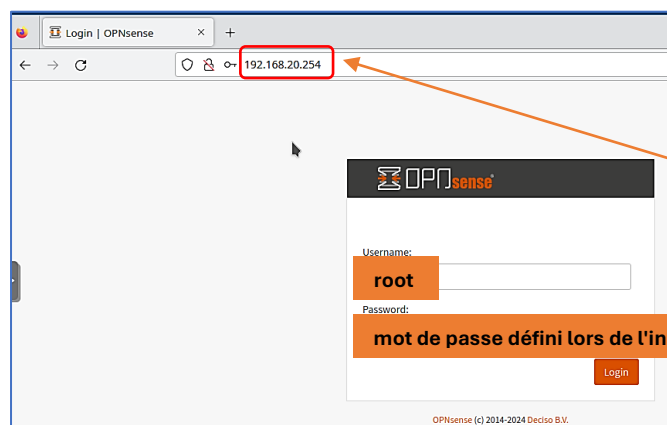 Login | OPNsense
192.168.20.254
OPNsense
Username:
root
Password:
mot de passe défini lors de l'in
Login
OPNsense (c) 2014-2024 Deciso B.V.